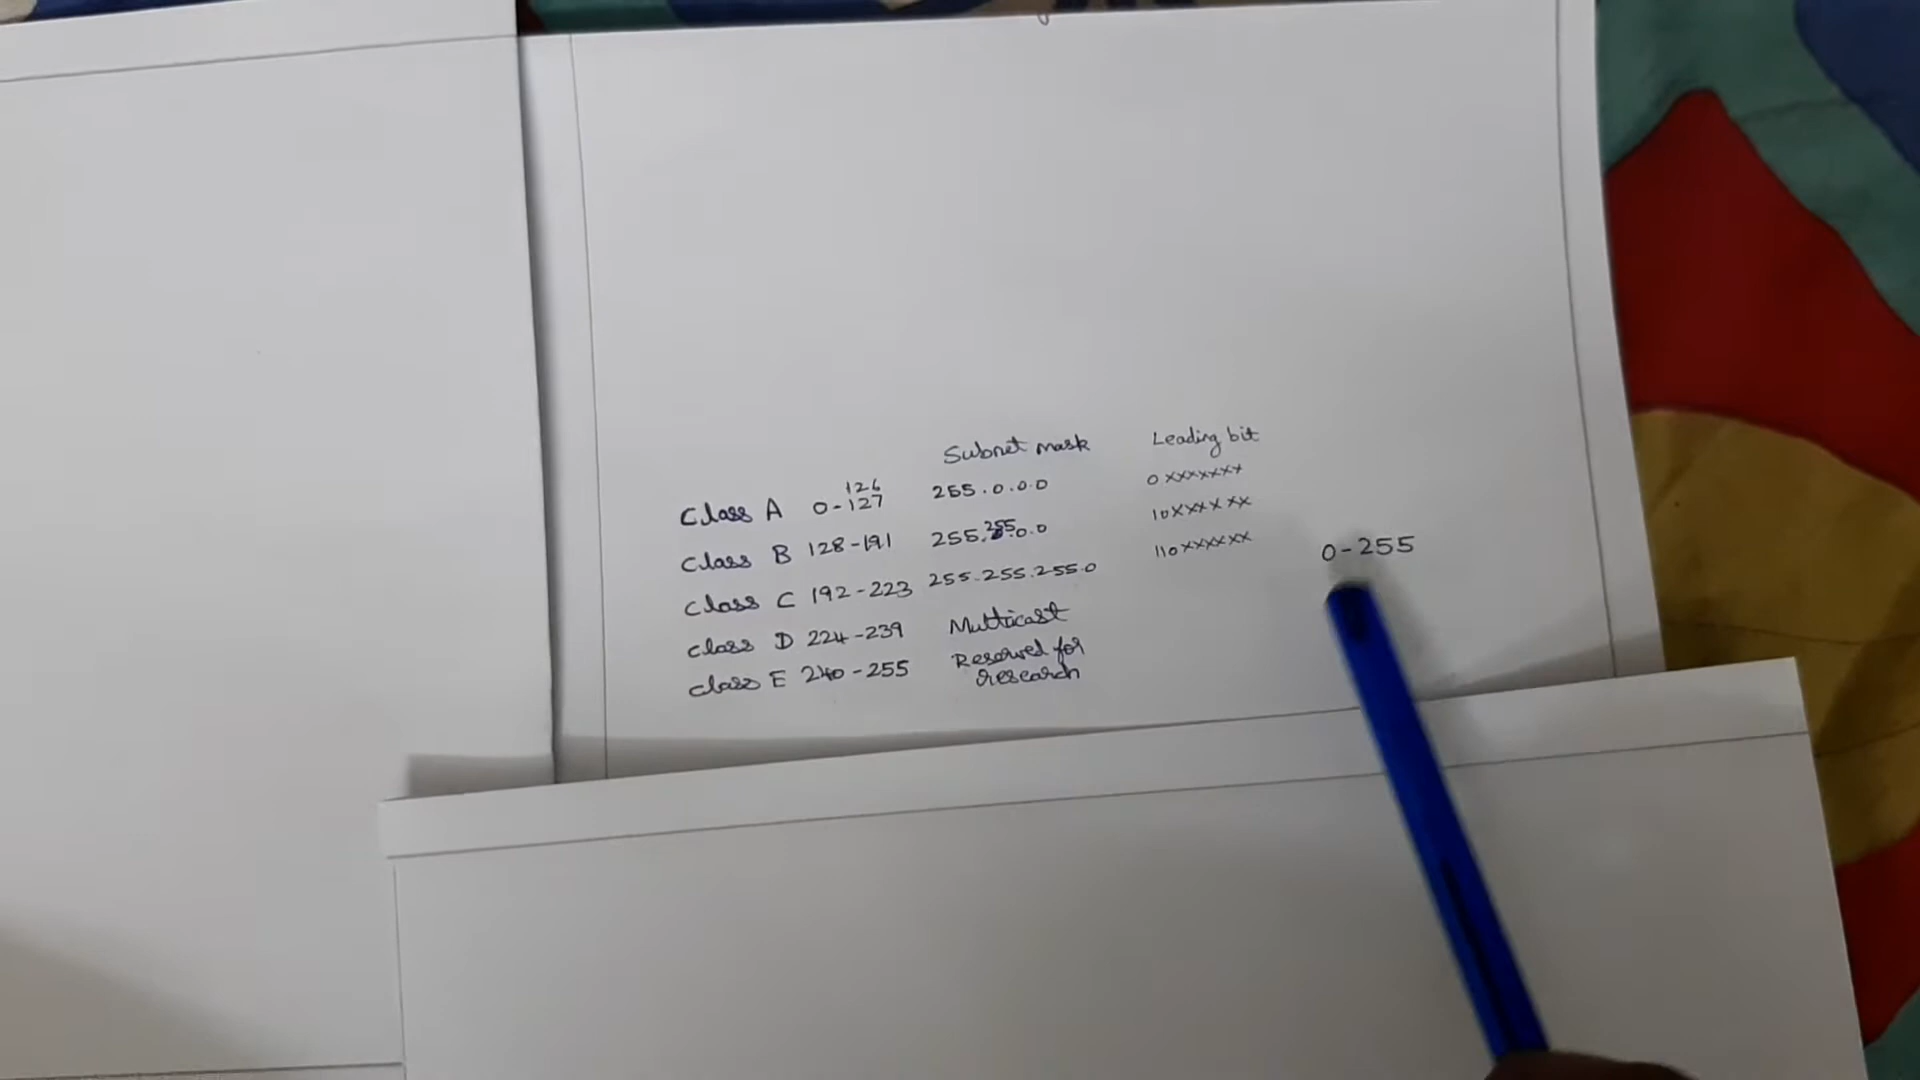 Subnet mask Leading bit
126
Class A 0-127 255.0.0.0 0xxxxxxx
Class B 128-191 255.255.0.0 10xxxxxx
Class C 192-223 255.255.255.0 110xxxxxx
0-255
Class D 224-239 Multicast
Class E 240-255 Reserved for
research